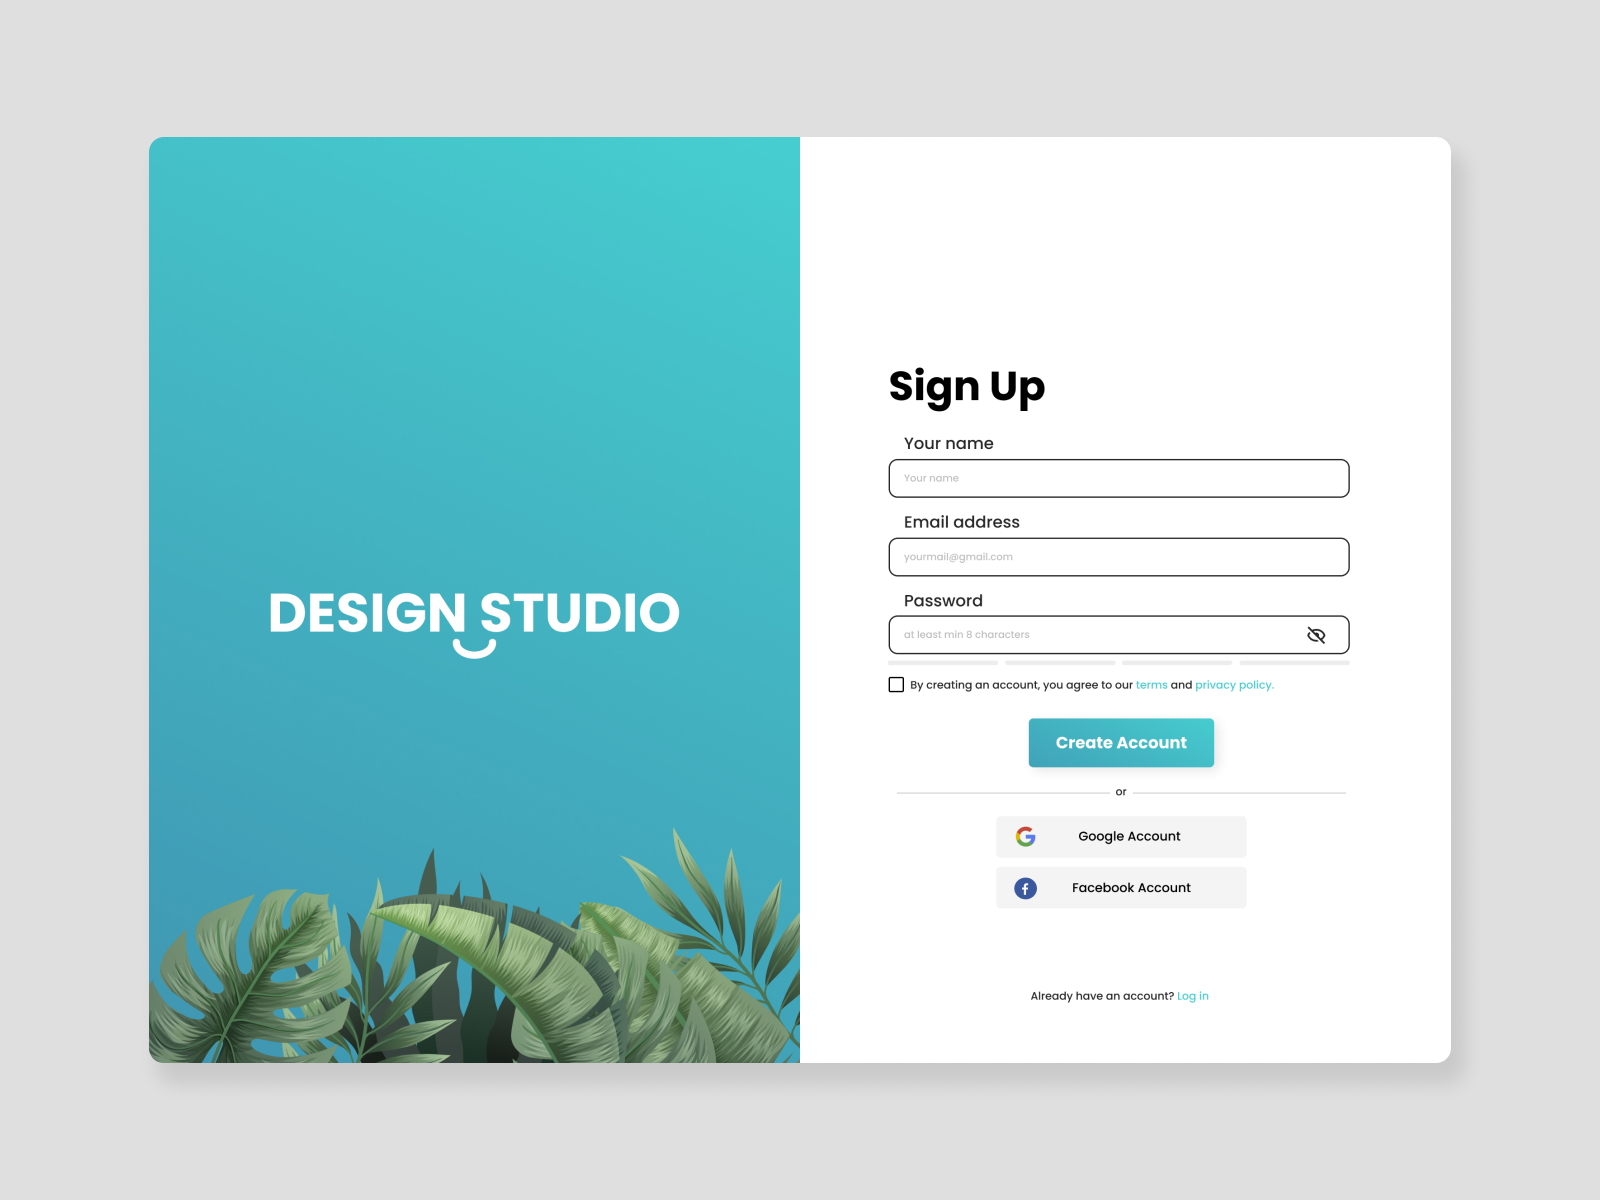 DESIGN STUDIO
Sign Up
Your name
Your name
Email address
yourmail@gmail.com
Password
at least min 8 characters
By creating an account, you agree to our terms and privacy policy.
Create Account
or
Google Account
Facebook Account
Already have an account? Log in